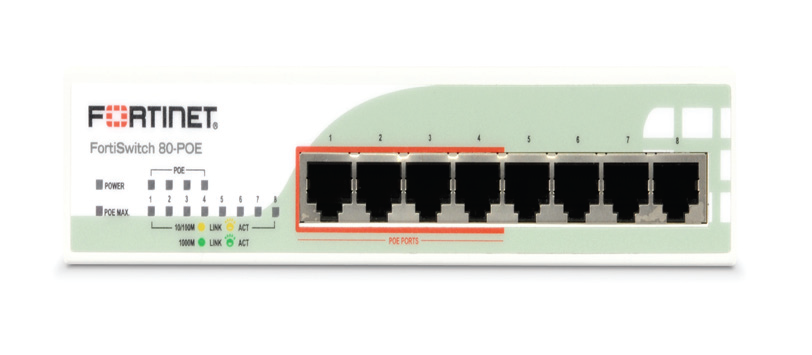 FORTINET®
FortiSwitch 80-POE
POE
POWER
POE MAX.
1 2 3 4 5 6 7 8
10/100M LINK ACT
1000M LINK ACT
1 2 3 4 5 6 7 8
POE PORTS